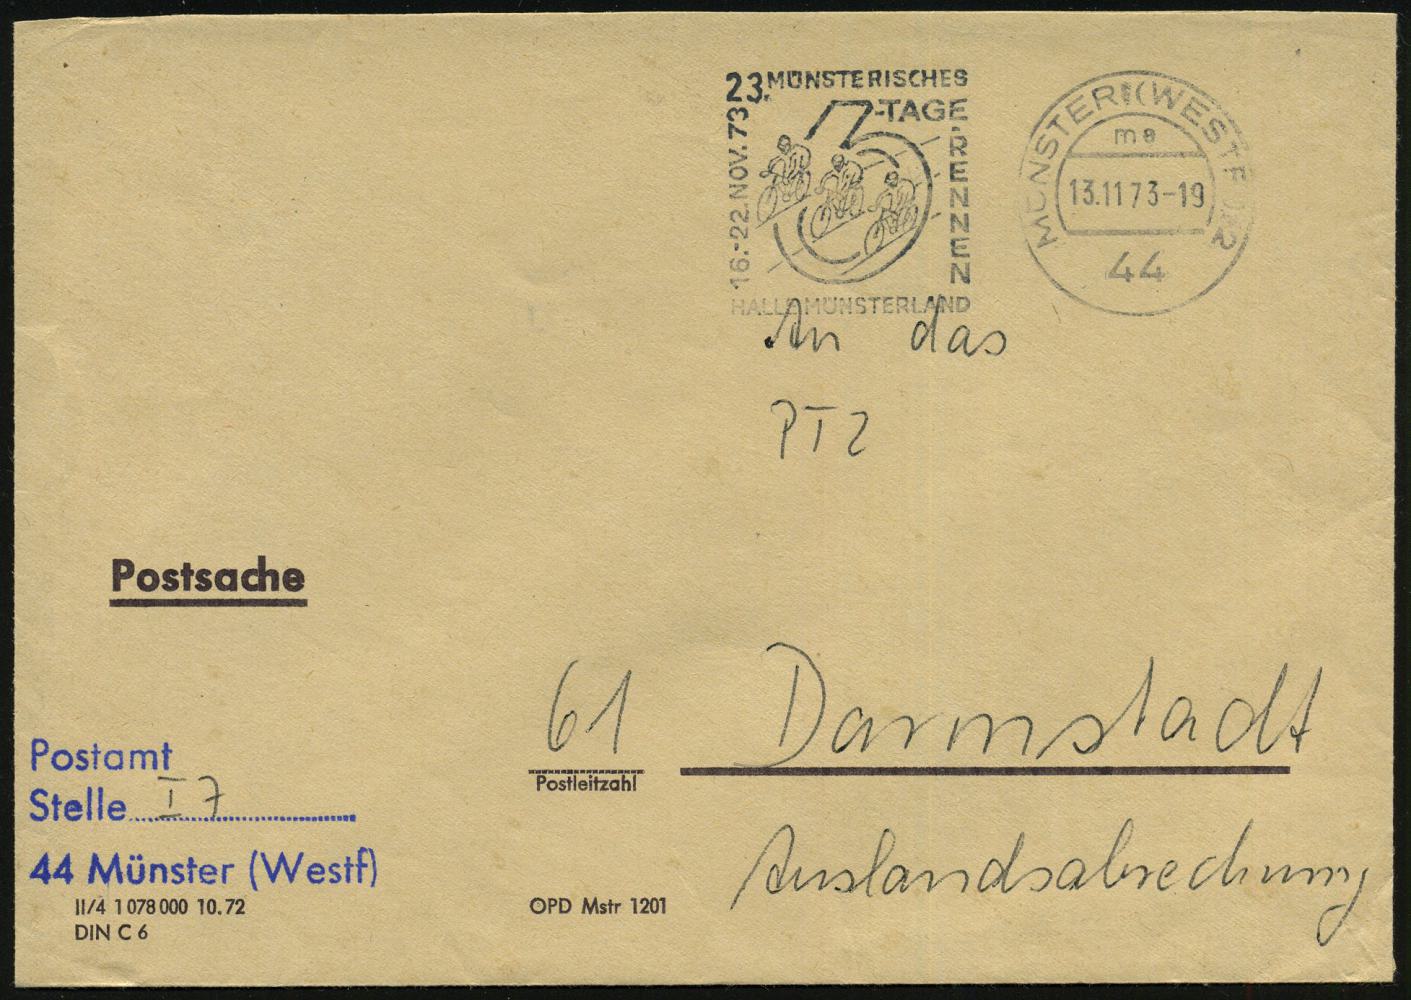 23. MÜNSTERISCHES
6-TAGE
-RENNEN
16.-22. NOV. 73
HALLE MÜNSTERLAND
MÜNSTER (WESTF) 2
me
13.11.73-19
44
An das
PTZ
Postsache
61 Darmstadt
Postleitzahl
Postamt
Stelle I 7
44 Münster (Westf)
Auslandsabrechnung
II/4 1 078 000 10.72
DIN C 6
OPD Mstr 1201